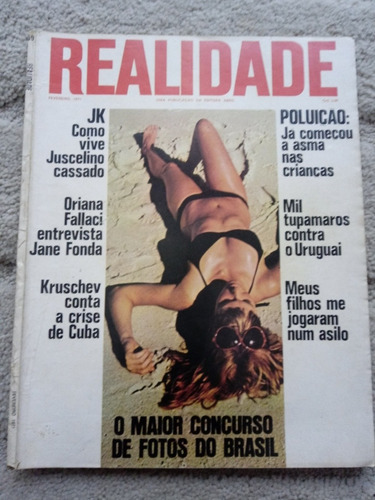 REALIDADE
JK
Como
vive
Juscelino
cassado
Oriana
Fallaci
entrevista
Jane Fonda
Kruschev
conta
a crise
de Cuba
POLUICAO:
Ja começou
a asma
nas
crianças
Mil
tupamaros
contra
o Uruguai
Meus
filhos me
jogaram
num asilo
O MAIOR CONCURSO
DE FOTOS DO BRASIL